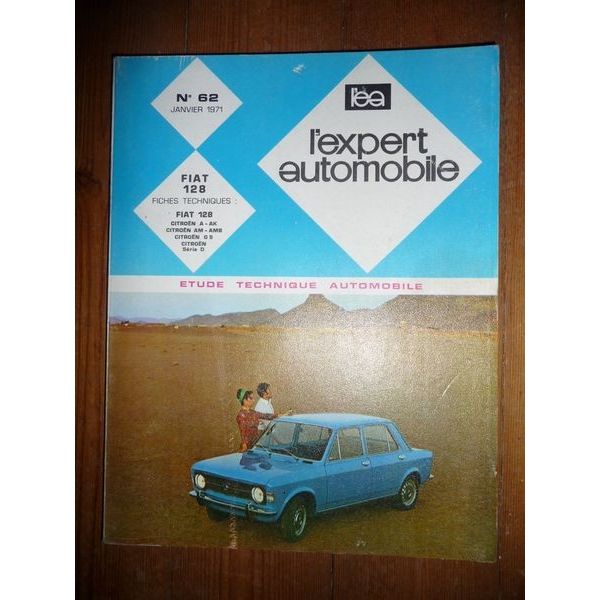 N° 62
JANVIER 1971
l'ea
l'expert
automobile
FIAT
128
FICHES TECHNIQUES :
FIAT 128
CITROËN A - AK
CITROËN AM - AMB
CITROËN G S
CITROËN
Série D
ETUDE TECHNIQUE AUTOMOBILE